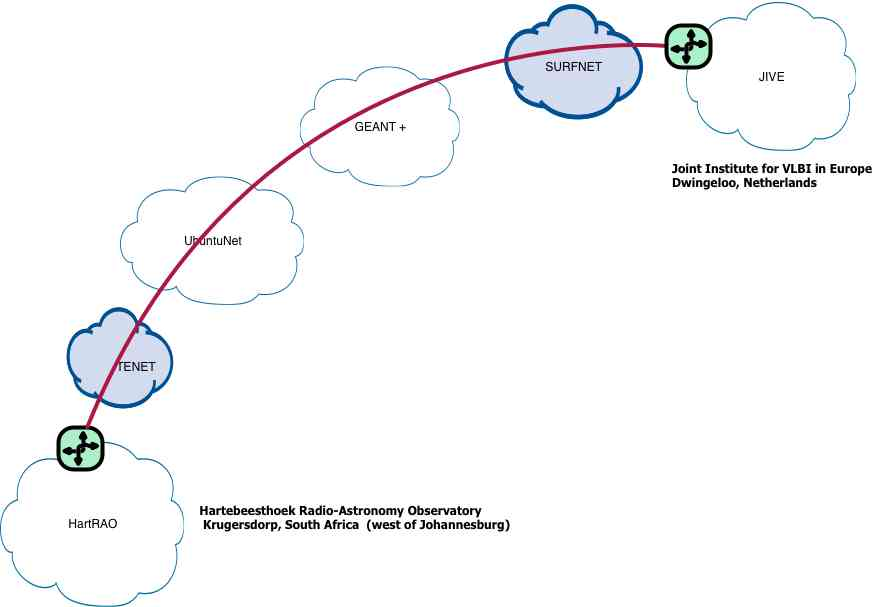 SURFNET
JIVE
GEANT +
Joint Institute for VLBI in Europe
Dwingeloo, Netherlands
UbuntuNet
TENET
Hartebeesthoek Radio-Astronomy Observatory
Krugersdorp, South Africa (west of Johannesburg)
HartRAO